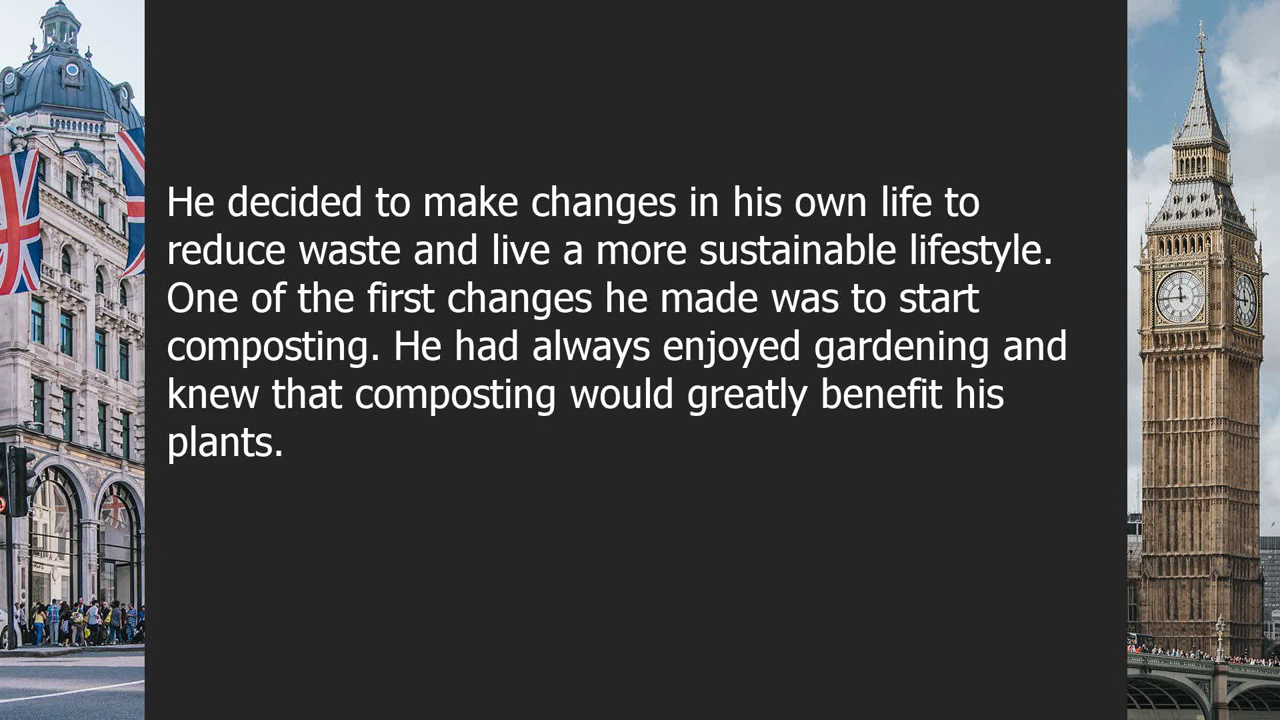 He decided to make changes in his own life to
reduce waste and live a more sustainable lifestyle.
One of the first changes he made was to start
composting. He had always enjoyed gardening and
knew that composting would greatly benefit his
plants.